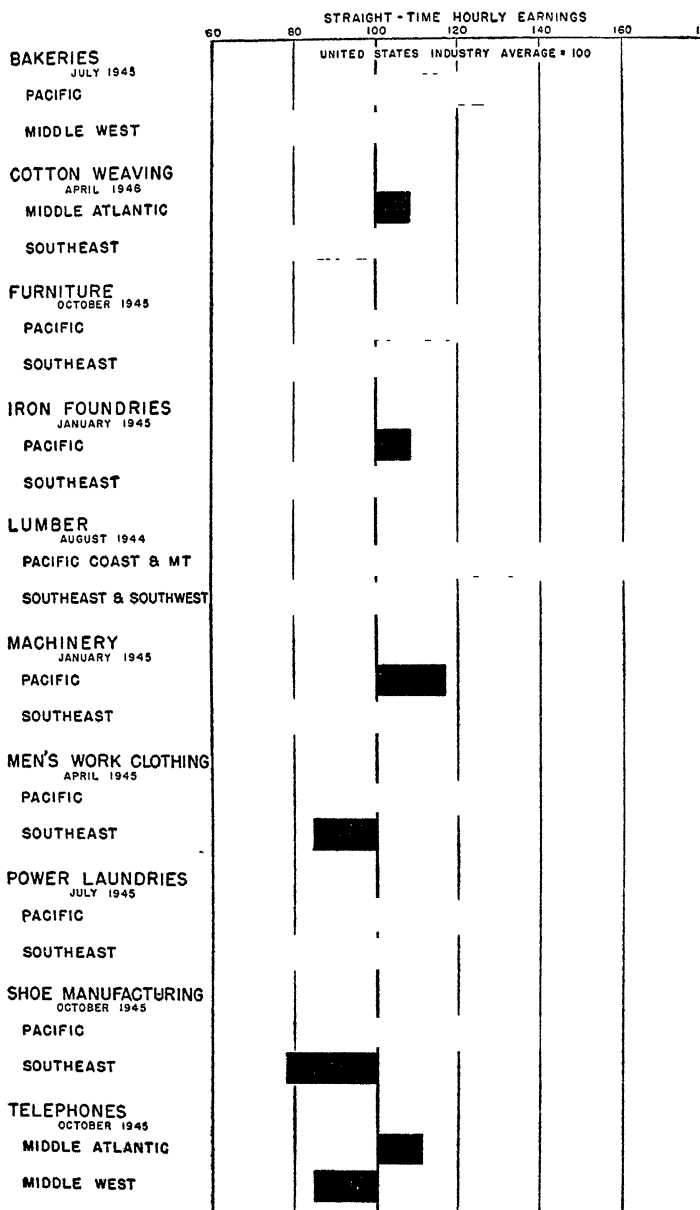 STRAIGHT-TIME HOURLY EARNINGS
60 80 100 120 140 160
UNITED STATES INDUSTRY AVERAGE = 100
BAKERIES
JULY 1945
PACIFIC
MIDDLE WEST
COTTON WEAVING
APRIL 1946
MIDDLE ATLANTIC
SOUTHEAST
FURNITURE
OCTOBER 1945
PACIFIC
SOUTHEAST
IRON FOUNDRIES
JANUARY 1945
PACIFIC
SOUTHEAST
LUMBER
AUGUST 1944
PACIFIC COAST & MT
SOUTHEAST & SOUTHWEST
MACHINERY
JANUARY 1945
PACIFIC
SOUTHEAST
MEN'S WORK CLOTHING
APRIL 1945
PACIFIC
SOUTHEAST
POWER LAUNDRIES
JULY 1945
PACIFIC
SOUTHEAST
SHOE MANUFACTURING
OCTOBER 1945
PACIFIC
SOUTHEAST
TELEPHONES
OCTOBER 1945
MIDDLE ATLANTIC
MIDDLE WEST